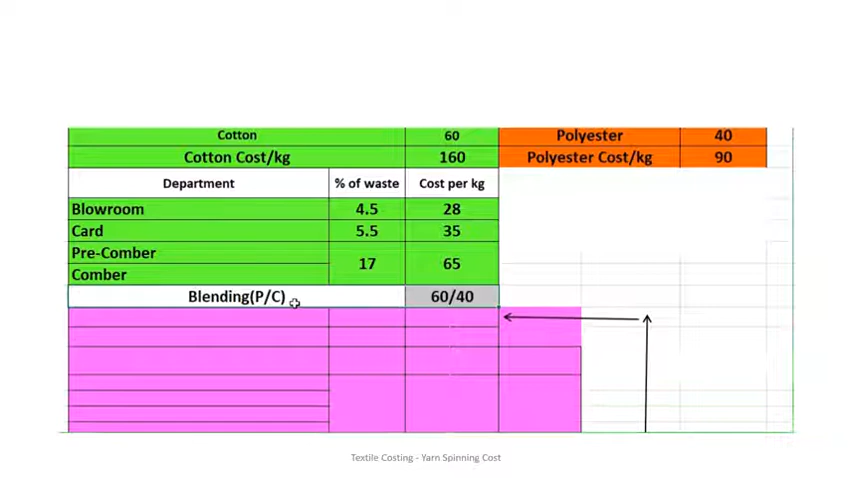 Cotton 60 Polyester 40
Cotton Cost/kg 160 Polyester Cost/kg 90
Department % of waste Cost per kg
Blowroom 4.5 28
Card 5.5 35
Pre-Comber
Comber 17 65
Blending(P/C) 60/40
Textile Costing - Yarn Spinning Cost